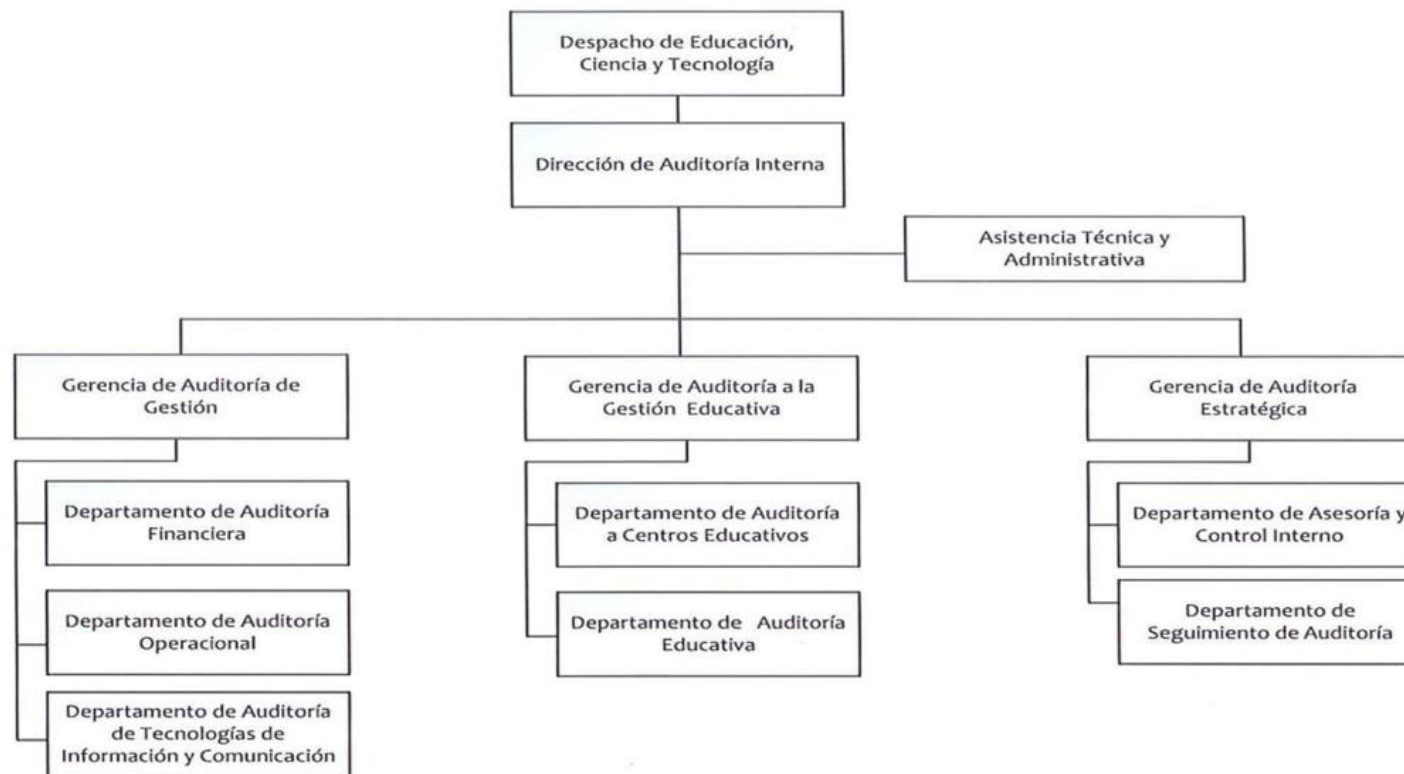 Despacho de Educación,
Ciencia y Tecnología
Dirección de Auditoría Interna
Asistencia Técnica y
Administrativa
Gerencia de Auditoría de
Gestión
Gerencia de Auditoría a la
Gestión Educativa
Gerencia de Auditoría
Estratégica
Departamento de Auditoría
Financiera
Departamento de Auditoría
a Centros Educativos
Departamento de Asesoría y
Control Interno
Departamento de Auditoría
Operacional
Departamento de Auditoría
Educativa
Departamento de
Seguimiento de Auditoría
Departamento de Auditoría
de Tecnologías de
Información y Comunicación